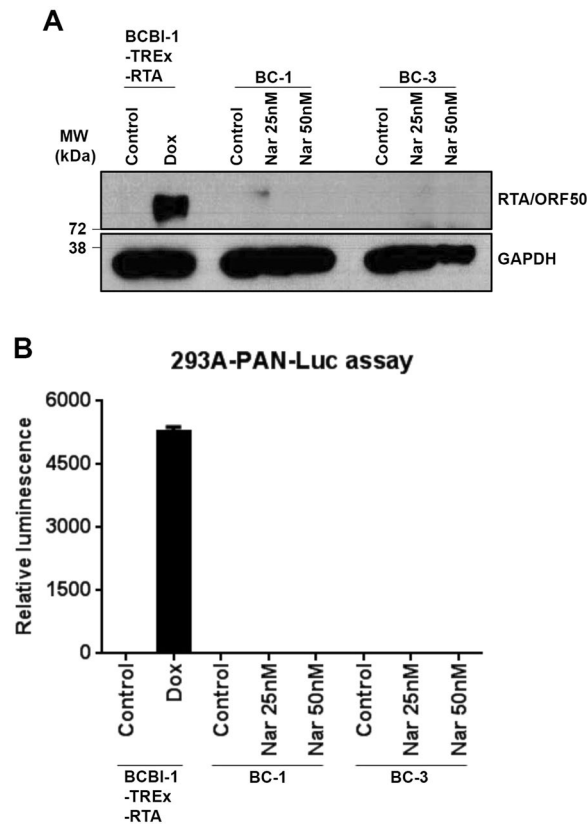 A
BCBI-1
-TREx
-RTA
BC-1
BC-3
MW
(kDa)
Control
Dox
Control
Nar 25nM
Nar 50nM
Control
Nar 25nM
Nar 50nM
RTA/ORF50
72
38
GAPDH
B
293A-PAN-Luc assay
Relative luminescence
6000
4500
3000
1500
0
Control
Dox
Control
Nar 25nM
Nar 50nM
Control
Nar 25nM
Nar 50nM
BCBI-1
-TREx
-RTA
BC-1
BC-3